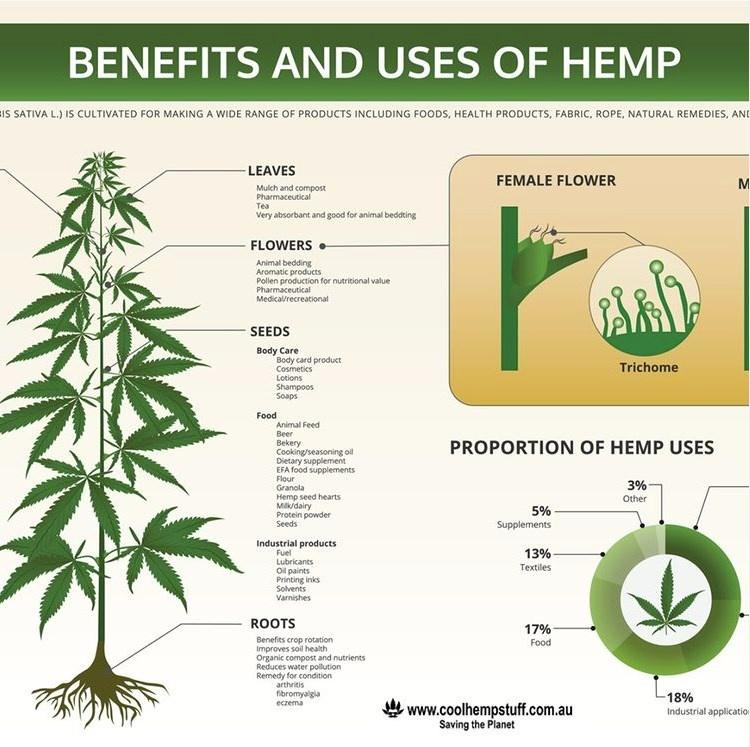 BENEFITS AND USES OF HEMP
BIS SATIVA L.) IS CULTIVATED FOR MAKING A WIDE RANGE OF PRODUCTS INCLUDING FOODS, HEALTH PRODUCTS, FABRIC, ROPE, NATURAL REMEDIES, AND
LEAVES
Mulch and compost
Pharmaceutical
Tea
Very absorbant and good for animal beddting
FLOWERS
Animal bedding
Aromatic products
Pollen production for nutritional value
Pharmaceutical
Medical/recreational
SEEDS
Body Care
Body card product
Cosmetics
Lotions
Shampoos
Soaps
Food
Animal Feed
Beer
Bekery
Cooking/seasoning oil
Dietary supplement
EFA food supplements
Flour
Granola
Hemp seed hearts
Milk/dairy
Protein powder
Seeds
Industrial products
Fuel
Lubricants
Oil paints
Printing inks
Solvents
Varnishes
ROOTS
Benefits crop rotation
Improves soil health
Organic compost and nutrients
Reduces water pollution
Remedy for condition
arthritis
fibromyalgia
eczema
FEMALE FLOWER
M
Trichome
PROPORTION OF HEMP USES
3%
Other
5%
Supplements
13%
Textiles
17%
Food
18%
Industrial applicatio
www.coolhempstuff.com.au
Saving the Planet